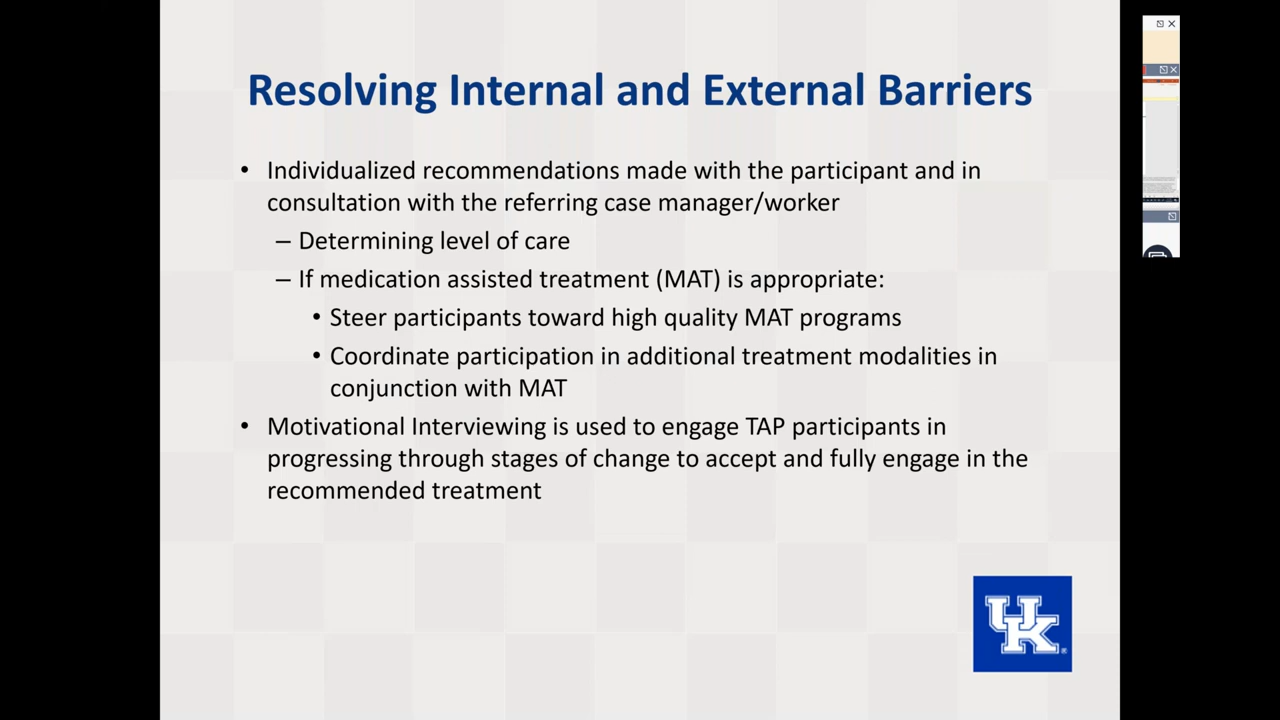 Resolving Internal and External Barriers
• Individualized recommendations made with the participant and in
consultation with the referring case manager/worker
– Determining level of care
– If medication assisted treatment (MAT) is appropriate:
• Steer participants toward high quality MAT programs
• Coordinate participation in additional treatment modalities in
conjunction with MAT
• Motivational Interviewing is used to engage TAP participants in
progressing through stages of change to accept and fully engage in the
recommended treatment
UK®